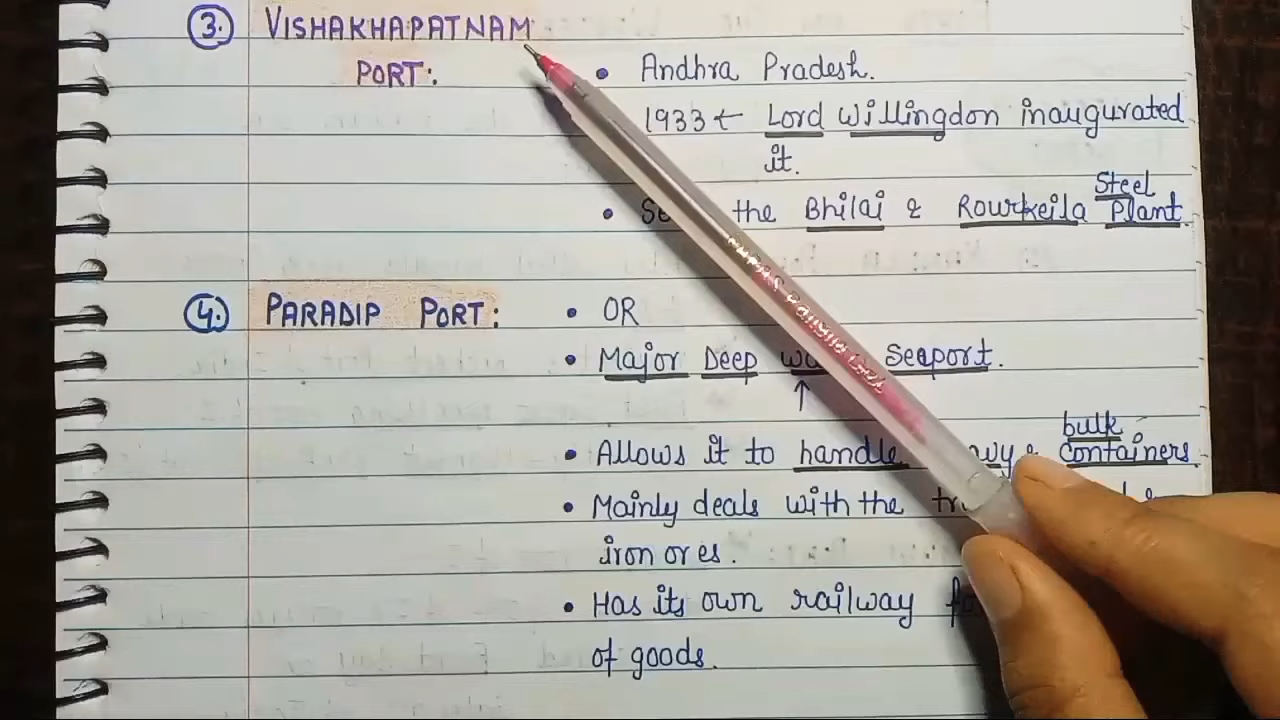 3. VISHAKHAPATNAM
PORT:
• Andhra Pradesh.
1933 ← Lord Willingdon inaugurated
it.
• the Bhilai & Rourkeila Steel Plant.
4. PARADIP PORT: • OR
• Major Deep Seaport.
↑
• Allows it to handle & bulk containers.
• Mainly deals with the
iron ores.
• Has its own railway
of goods.